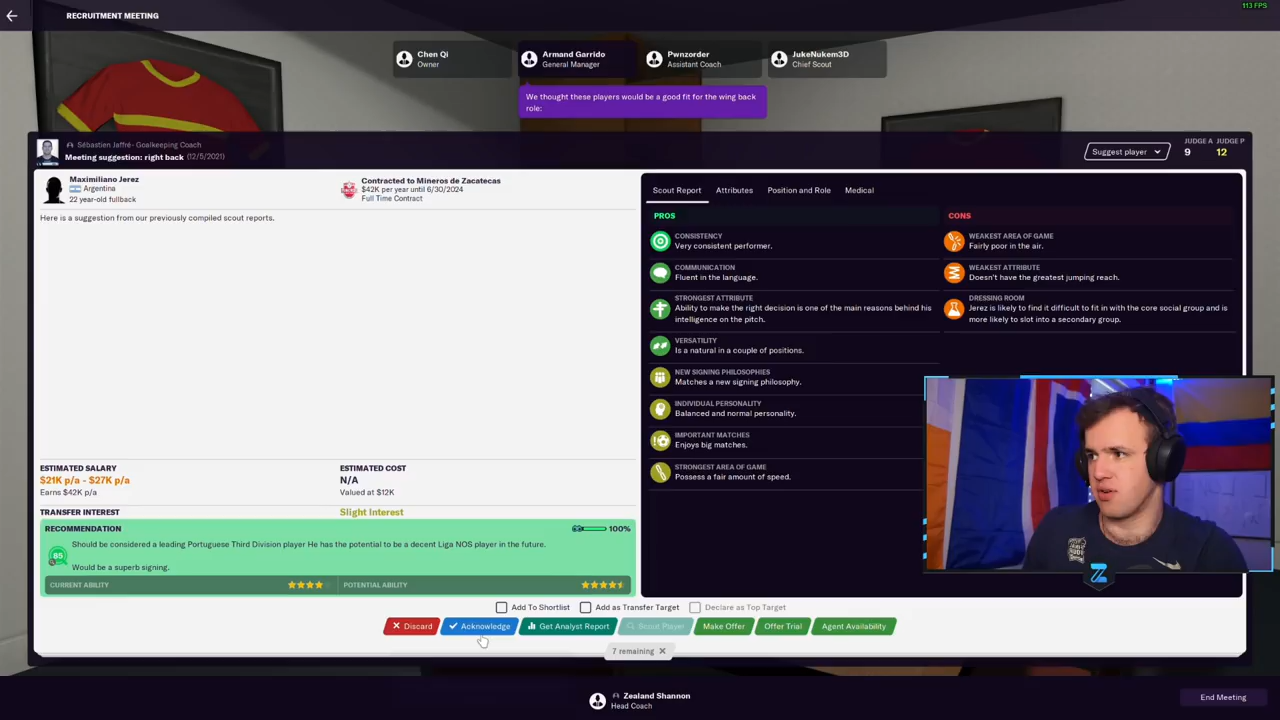 113 FPS
RECRUITMENT MEETING
Chen Qi
Owner
Armand Garrido
General Manager
Pwnzorder
Assistant Coach
JukeNukem3D
Chief Scout
We thought these players would be a good fit for the wing back
role:
Sébastien Jaffré- Goalkeeping Coach
Meeting suggestion: right back (12/5/2021)
Suggest player
JUDGE A
9
JUDGE P
12
Maximiliano Jerez
Argentina
22 year-old fullback
Contracted to Mineros de Zacatecas
$42K per year until 6/30/2024
Full Time Contract
Here is a suggestion from our previously compiled scout reports.
Scout Report
Attributes
Position and Role
Medical
PROS
CONSISTENCY
Very consistent performer.
COMMUNICATION
Fluent in the language.
STRONGEST ATTRIBUTE
Ability to make the right decision is one of the main reasons behind his
intelligence on the pitch.
VERSATILITY
Is a natural in a couple of positions.
NEW SIGNING PHILOSOPHIES
Matches a new signing philosophy.
INDIVIDUAL PERSONALITY
Balanced and normal personality.
IMPORTANT MATCHES
Enjoys big matches.
STRONGEST AREA OF GAME
Possess a fair amount of speed.
CONS
WEAKEST AREA OF GAME
Fairly poor in the air.
WEAKEST ATTRIBUTE
Doesn't have the greatest jumping reach.
DRESSING ROOM
Jerez is likely to find it difficult to fit in with the core social group and is
more likely to slot into a secondary group.
ESTIMATED SALARY
$21K p/a - $27K p/a
Earns $42K p/a
ESTIMATED COST
N/A
Valued at $12K
TRANSFER INTEREST
Slight Interest
RECOMMENDATION
100%
85
Should be considered a leading Portuguese Third Division player He has the potential to be a decent Liga NOS player in the future.
Would be a superb signing.
CURRENT ABILITY
POTENTIAL ABILITY
Add To Shortlist
Add as Transfer Target
Declare as Top Target
Discard
Acknowledge
Get Analyst Report
Scout Player
Make Offer
Offer Trial
Agent Availability
7 remaining
Zealand Shannon
Head Coach
End Meeting